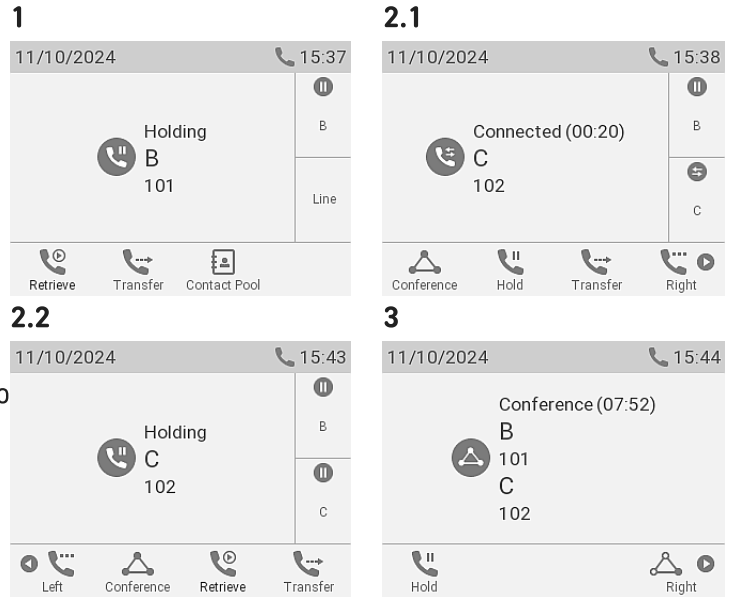 1
11/10/2024 15:37
Holding
B
101
B
Line
Retrieve Transfer Contact Pool
2.1
11/10/2024 15:38
Connected (00:20)
C
102
B
C
Conference Hold Transfer Right
2.2
11/10/2024 15:43
Holding
C
102
B
C
Left Conference Retrieve Transfer
3
11/10/2024 15:44
Conference (07:52)
B
101
C
102
Hold Right